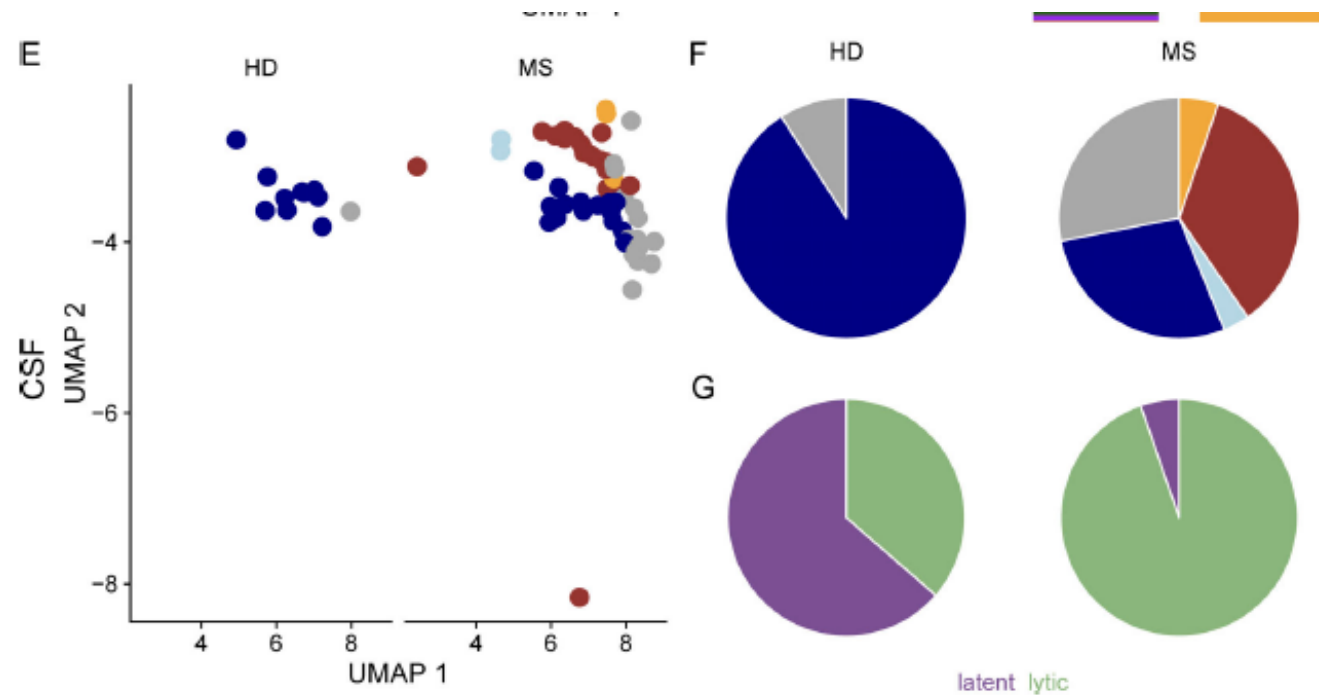 E
HD
MS
F
HD
MS
−4
−6
−8
CSF
UMAP 2
4
6
8
4
6
8
UMAP 1
G
latent lytic